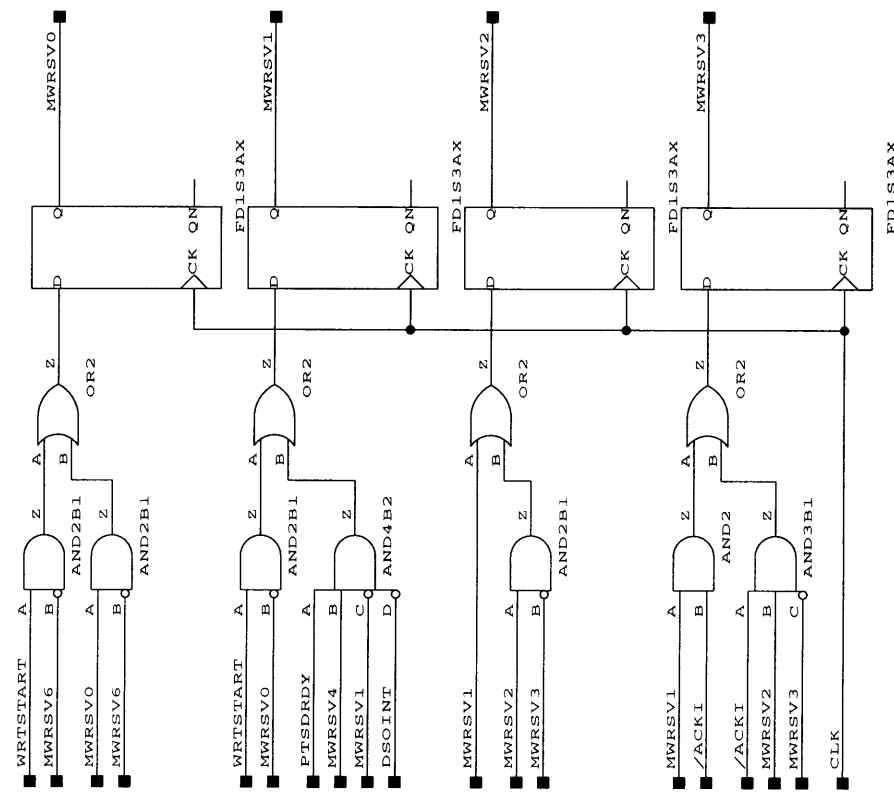 WRTSTART A
MWRSV6 B
Z
AND2B1
MWRSV0 A
MWRSV6 B
Z
AND2B1
A
B
Z
OR2
D Q
CK QN
FD1S3AX
MWRSV0
WRTSTART A
MWRSV0 B
Z
AND2B1
PTSDRDY A
MWRSV4 B
MWRSV1 C
DSOINT D
Z
AND4B2
A
B
Z
OR2
D Q
CK QN
FD1S3AX
MWRSV1
MWRSV1
MWRSV2 A
MWRSV3 B
Z
AND2B1
A
B
Z
OR2
D Q
CK QN
FD1S3AX
MWRSV2
MWRSV1 A
/ACKI B
Z
AND2
/ACKI A
MWRSV2 B
MWRSV3 C
Z
AND3B1
A
B
Z
OR2
D Q
CK QN
FD1S3AX
MWRSV3
CLK